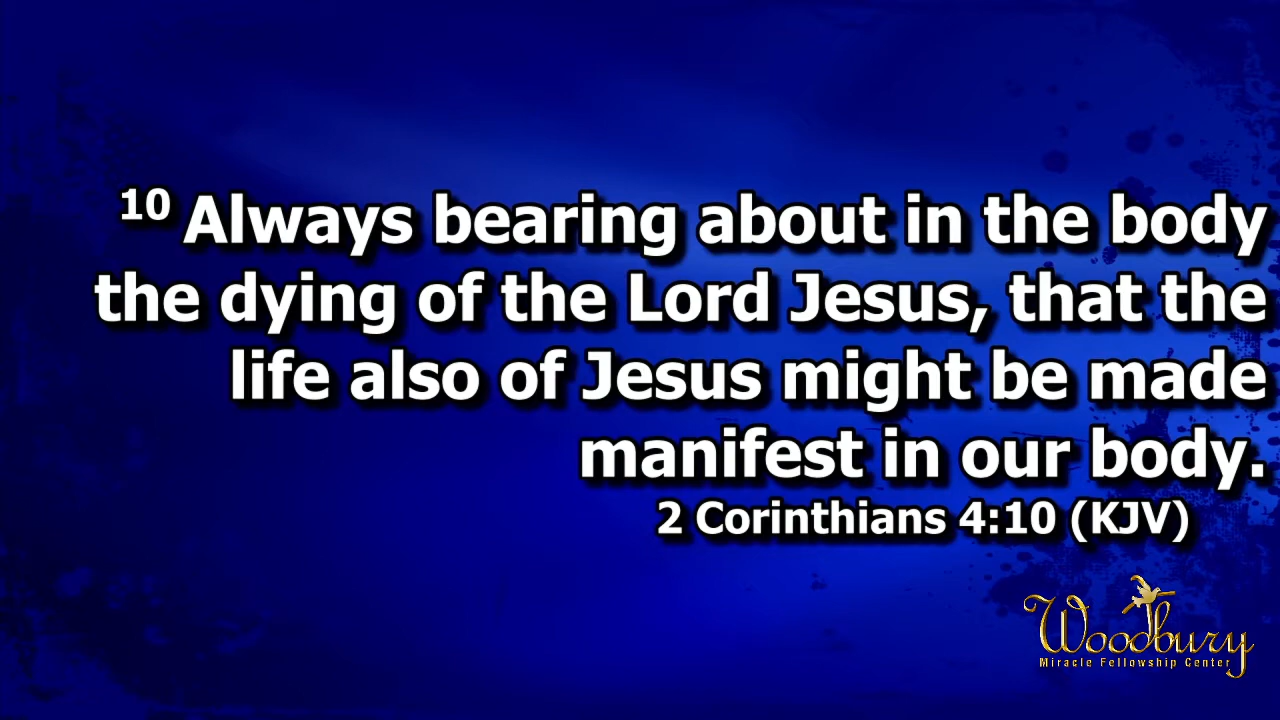 10 Always bearing about in the body
the dying of the Lord Jesus, that the
life also of Jesus might be made
manifest in our body.
2 Corinthians 4:10 (KJV)
Woodbury
Miracle Fellowship Center